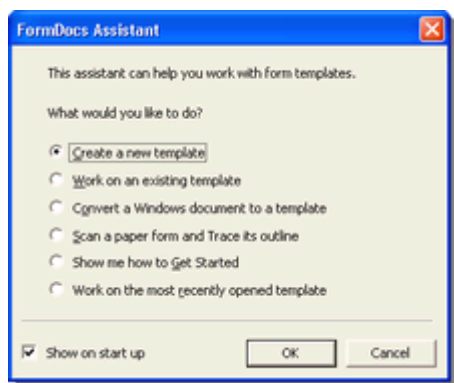 FormDocs Assistant
This assistant can help you work with form templates.
What would you like to do?
Create a new template
Work on an existing template
Convert a Windows document to a template
Scan a paper form and Trace its outline
Show me how to Get Started
Work on the most recently opened template
Show on start up
OK
Cancel